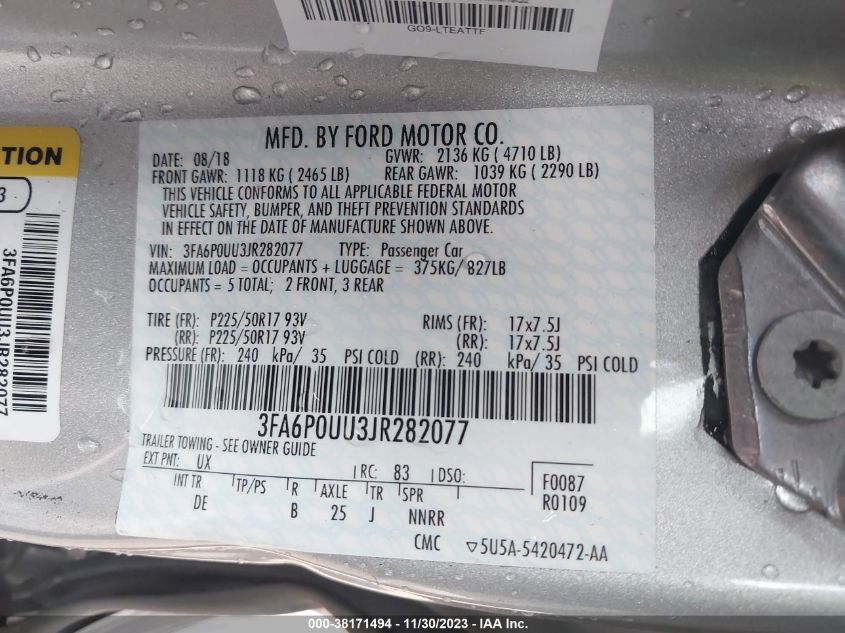 GO9-LTEATTF
TION
3
3FA6P0UU3JR282077
MFD. BY FORD MOTOR CO.
DATE: 08/18 GVWR: 2136 KG ( 4710 LB)
FRONT GAWR: 1118 KG ( 2465 LB) REAR GAWR: 1039 KG ( 2290 LB)
THIS VEHICLE CONFORMS TO ALL APPLICABLE FEDERAL MOTOR
VEHICLE SAFETY, BUMPER, AND THEFT PREVENTION STANDARDS
IN EFFECT ON THE DATE OF MANUFACTURE SHOWN ABOVE.
VIN: 3FA6P0UU3JR282077 TYPE: Passenger Car
MAXIMUM LOAD = OCCUPANTS + LUGGAGE = 375KG/ 827LB
OCCUPANTS = 5 TOTAL; 2 FRONT, 3 REAR
TIRE (FR): P225/50R17 93V RIMS (FR): 17x7.5J
(RR): P225/50R17 93V (RR): 17x7.5J
PRESSURE (FR): 240 kPa/ 35 PSI COLD (RR): 240 kPa/ 35 PSI COLD
3FA6P0UU3JR282077
TRAILER TOWING - SEE OWNER GUIDE
EXT PNT: UX RC: 83 DSO: F0087
INT TR TP/PS R AXLE TR SPR R0109
DE B 25 J NNRR
CMC ▽5U5A-5420472-AA
000-38171494 - 11/30/2023 - IAA Inc.